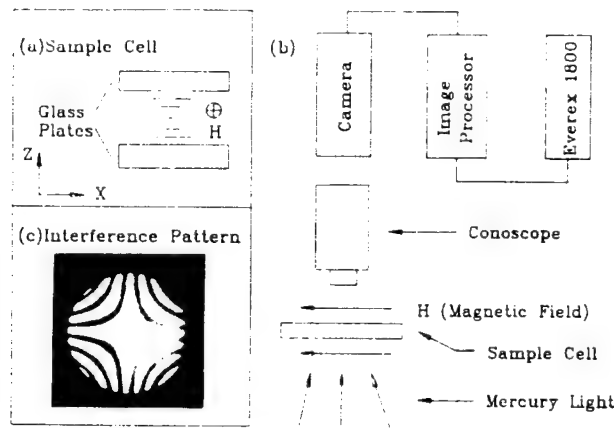 (a)Sample Cell
Glass
Plates
H
Z
X
(c)Interference Pattern
(b)
Camera
Image
Processor
Everex 1800
Conoscope
H (Magnetic Field)
Sample Cell
Mercury Light